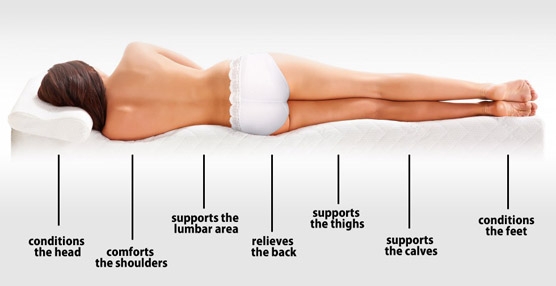 conditions
the head
comforts
the shoulders
supports the
lumbar area
relieves
the back
supports
the thighs
supports
the calves
conditions
the feet